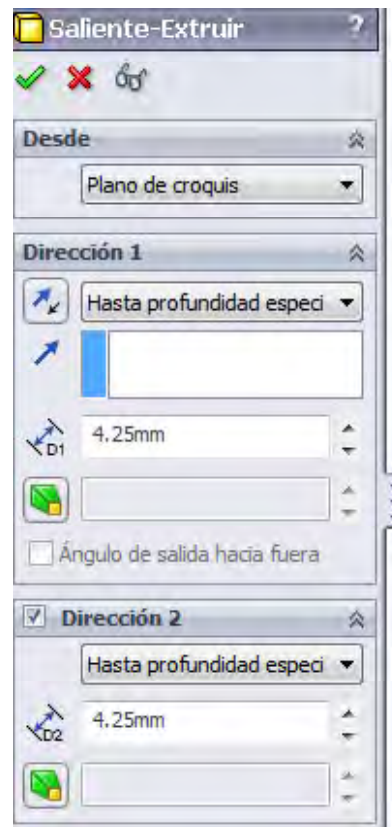 Saliente-Extruir ?
Desde
Plano de croquis
Dirección 1
Hasta profundidad especi
D1 4.25mm
Ángulo de salida hacia fuera
Dirección 2
Hasta profundidad especi
D2 4.25mm